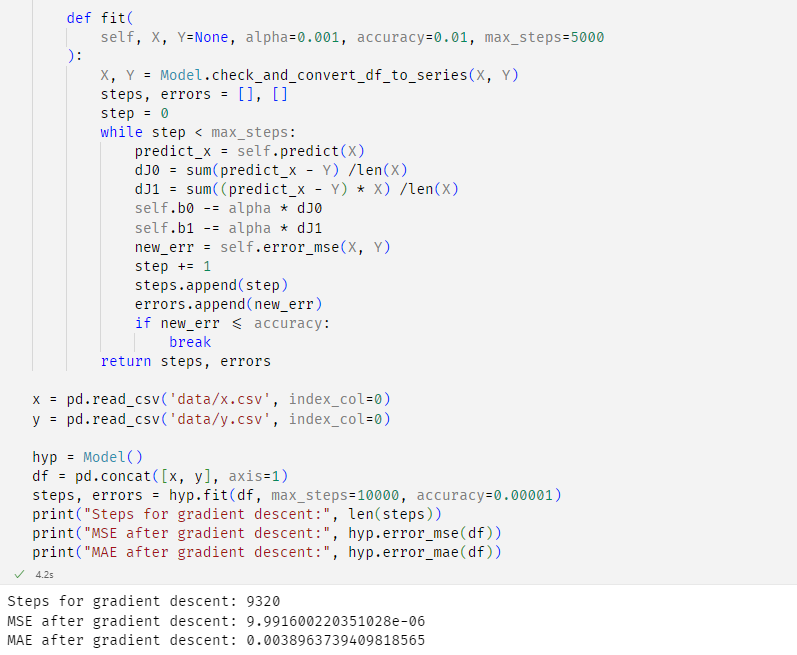 def fit(
self, X, Y=None, alpha=0.001, accuracy=0.01, max_steps=5000
):
X, Y = Model.check_and_convert_df_to_series(X, Y)
steps, errors = [], []
step = 0
while step < max_steps:
predict_x = self.predict(X)
dJ0 = sum(predict_x - Y) /len(X)
dJ1 = sum((predict_x - Y) * X) /len(X)
self.b0 -= alpha * dJ0
self.b1 -= alpha * dJ1
new_err = self.error_mse(X, Y)
step += 1
steps.append(step)
errors.append(new_err)
if new_err ⩽ accuracy:
break
return steps, errors
x = pd.read_csv('data/x.csv', index_col=0)
y = pd.read_csv('data/y.csv', index_col=0)
hyp = Model()
df = pd.concat([x, y], axis=1)
steps, errors = hyp.fit(df, max_steps=10000, accuracy=0.00001)
print("Steps for gradient descent:", len(steps))
print("MSE after gradient descent:", hyp.error_mse(df))
print("MAE after gradient descent:", hyp.error_mae(df))
✓ 4.2s
Steps for gradient descent: 9320
MSE after gradient descent: 9.991600220351028e-06
MAE after gradient descent: 0.0038963739409818565